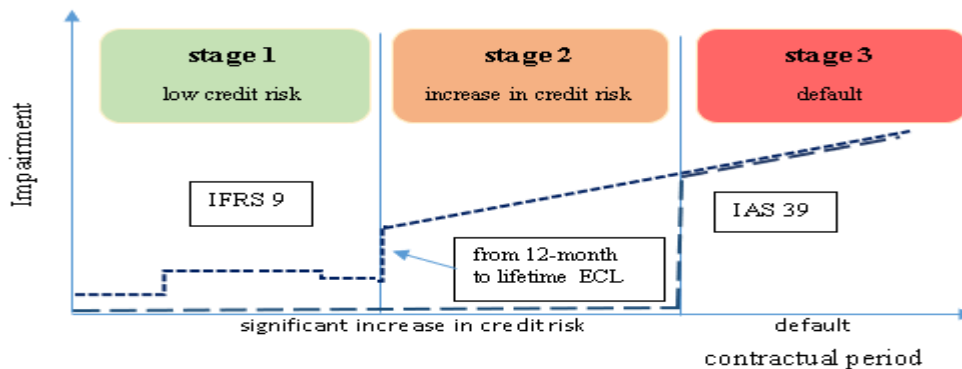 stage 1
low credit risk
stage 2
increase in credit risk
stage 3
default
Impairment
IFRS 9
IAS 39
from 12-month
to lifetime ECL
significant increase in credit risk
default
contractual period